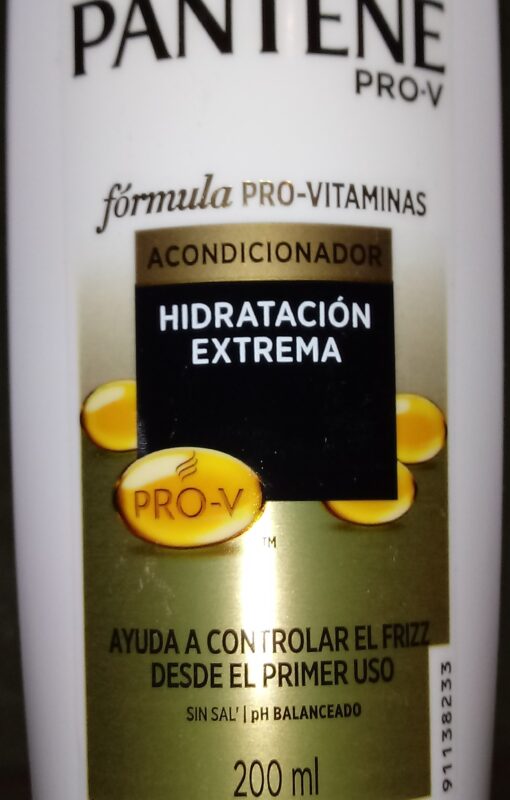 PANTENE
PRO-V
fórmula PRO-VITAMINAS
ACONDICIONADOR
HIDRATACIÓN
EXTREMA
PRO-V
TM
AYUDA A CONTROLAR EL FRIZZ
DESDE EL PRIMER USO
SIN SAL' | pH BALANCEADO
200 ml
91138233